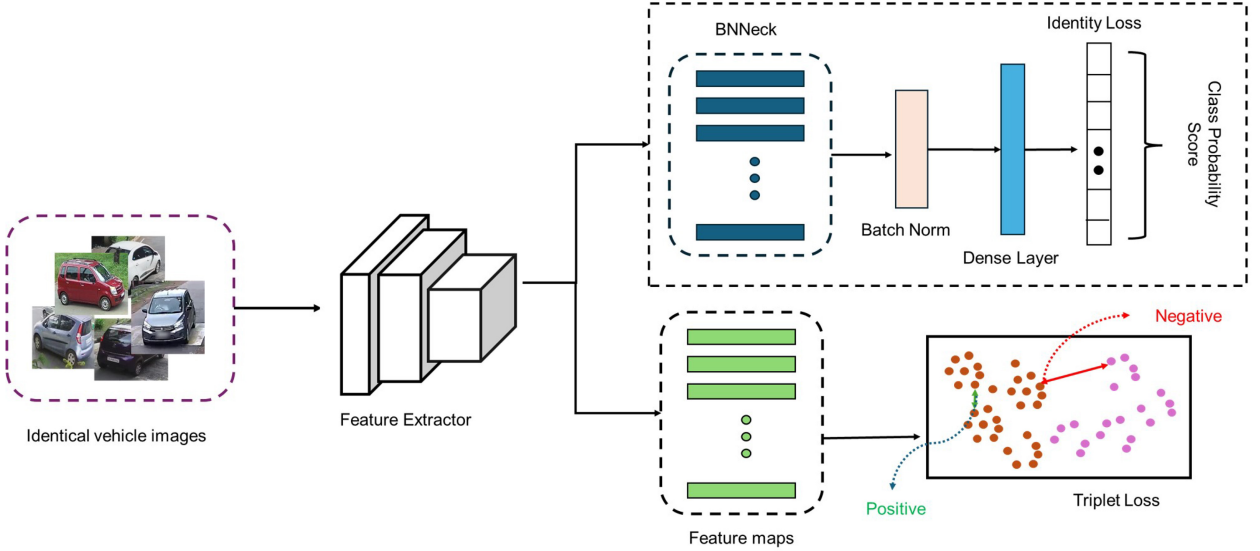 BNNeck
Identity Loss
Class Probability
Score
Batch Norm
Dense Layer
Identical vehicle images
Feature Extractor
Negative
Positive
Triplet Loss
Feature maps